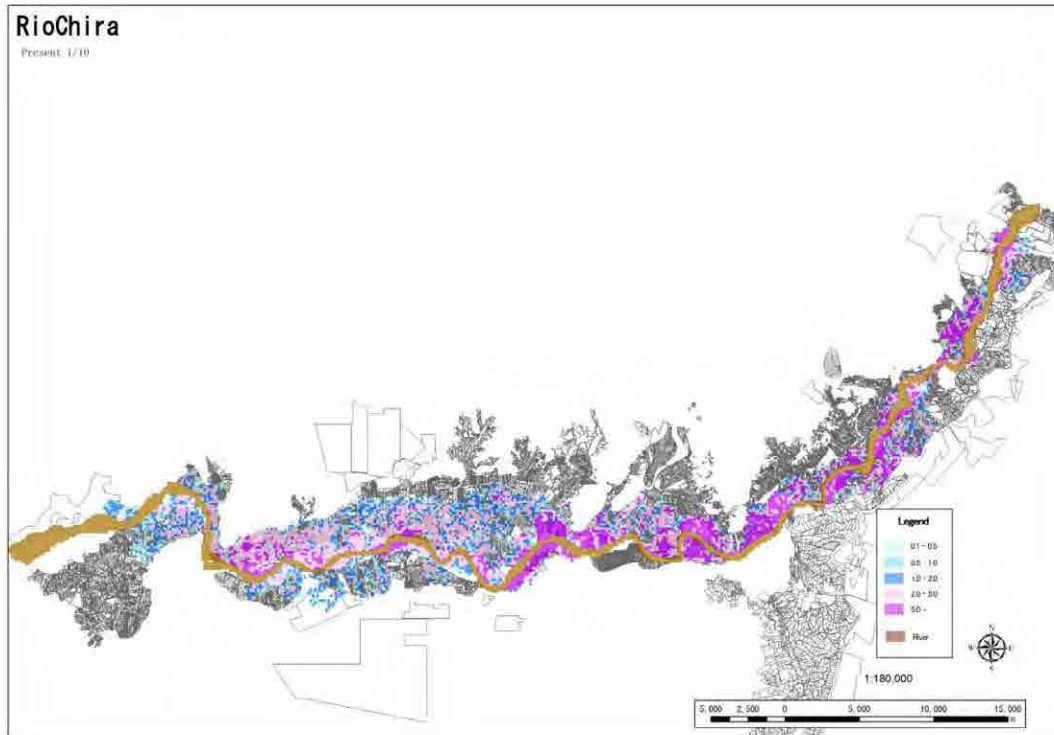 RioChira
Present 1/10
Legend
01-05
05-10
10-20
20-50
50-
River
N
W
E
S
1:180,000
5,000 2,500 0 5,000 10,000 15,000
m